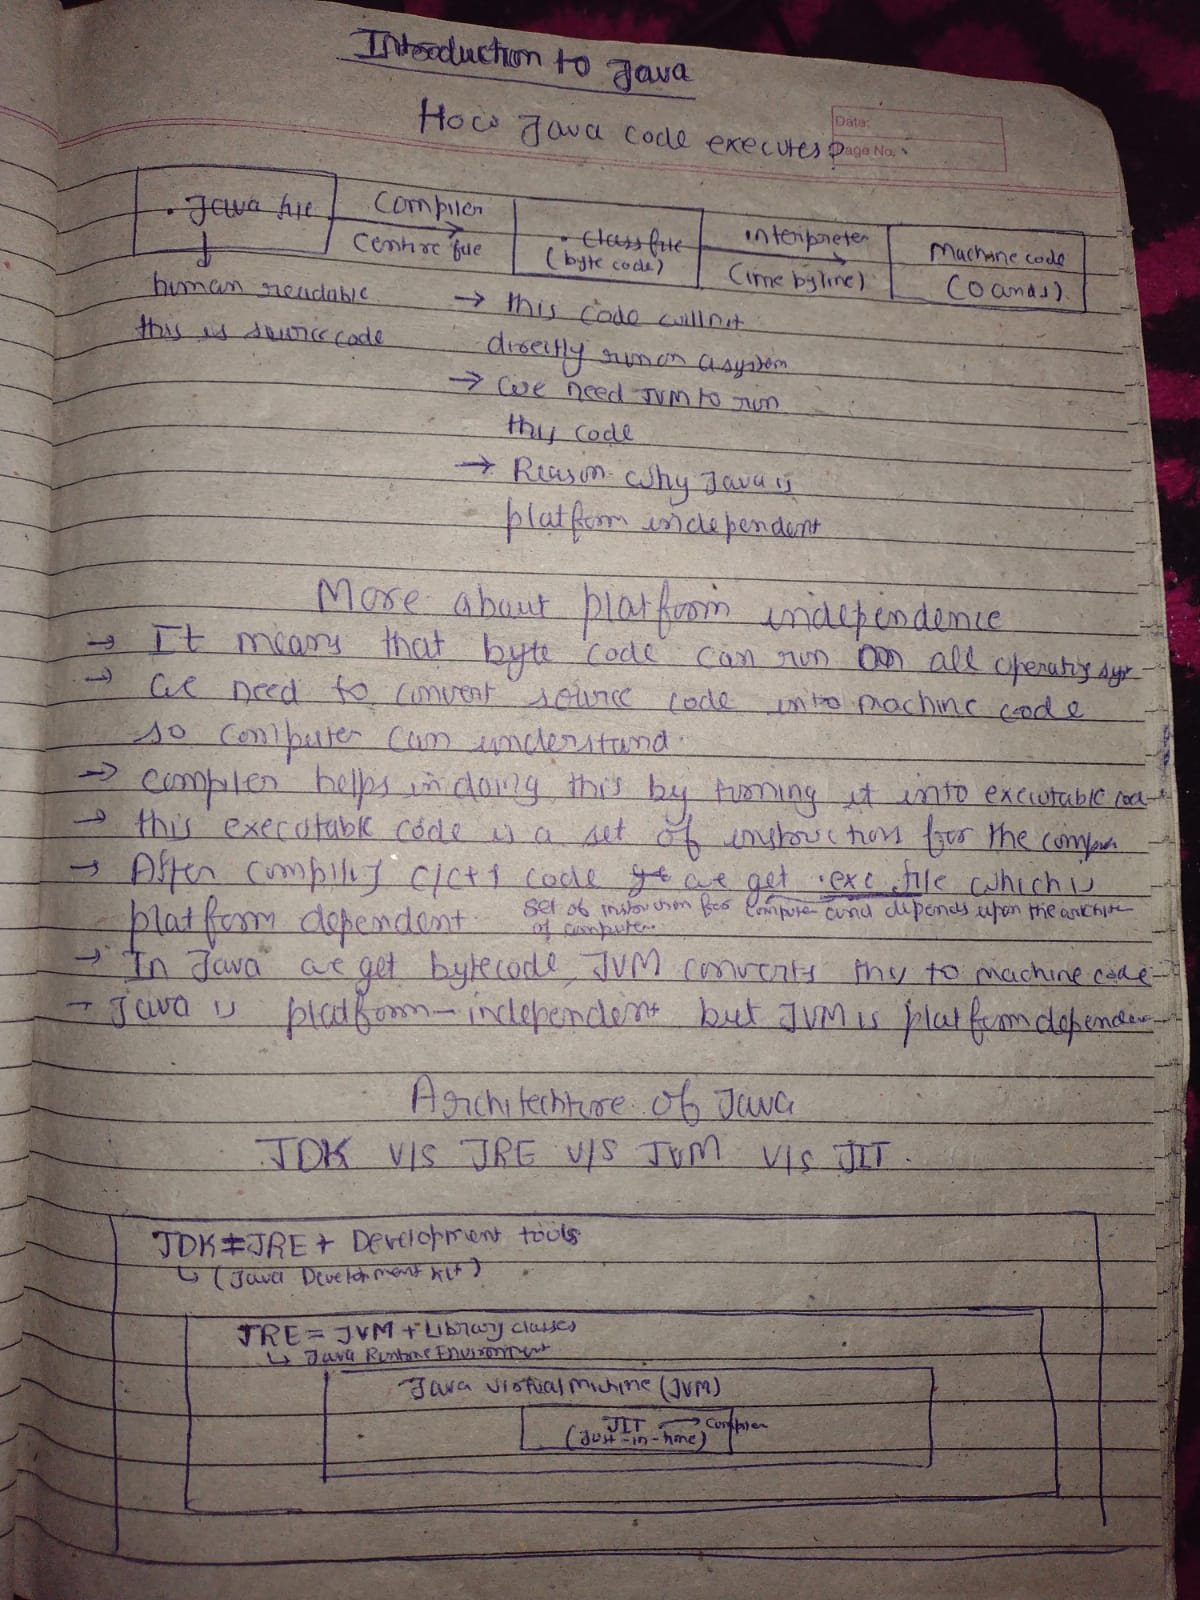 Introduction to Java
Date:
How Java code executes?
Page No.
. Java file
Compiler
(entire file
. Class file
(byte code)
interpreter
(line by line)
Machine code
(0 and 1)
human readable
this is source code
→ this code will not
directly run on a system
→ we need JVM to run
this code
→ Reason why Java is
platform independent
More about platform independence
→ It means that byte code can run on all operating sys
→ we need to convert source code into machine code
so computer can understand.
→ compiler helps in doing this by turning it into executable cod
→ this executable code is a set of instruction for the compu
→ After compiling C/C++ code we get .exe file which is
platform dependent.
set of instruction for computer and depends upon the archite
of computer
→ In Java we get bytecode, JVM converts this to machine code
→ Java is platform-independent but JVM is platform dependen
Architechture of Java
JDK v/s JRE v/s JVM v/s JIT.
JDK = JRE + Development tools
↳ (Java Development Kit)
JRE = JVM + Library classes
↳ Java Runtime Environment
Java virtual machine (JVM)
JIT → Compiler
(Just-in-time)